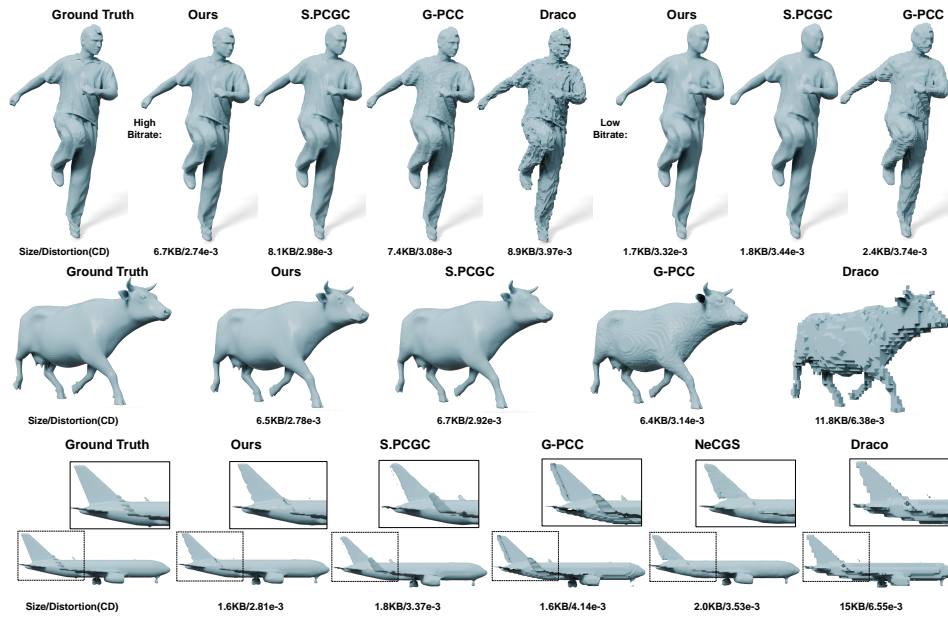 Ground Truth Ours S.PCGC G-PCC Draco Ours S.PCGC G-PCC
High
Bitrate:
Low
Bitrate:
Size/Distortion(CD) 6.7KB/2.74e-3 8.1KB/2.98e-3 7.4KB/3.08e-3 8.9KB/3.97e-3 1.7KB/3.32e-3 1.8KB/3.44e-3 2.4KB/3.74e-3
Ground Truth Ours S.PCGC G-PCC Draco
Size/Distortion(CD) 6.5KB/2.78e-3 6.7KB/2.92e-3 6.4KB/3.14e-3 11.8KB/6.38e-3
Ground Truth Ours S.PCGC G-PCC NeCGS Draco
Size/Distortion(CD) 1.6KB/2.81e-3 1.8KB/3.37e-3 1.6KB/4.14e-3 2.0KB/3.53e-3 15KB/6.55e-3